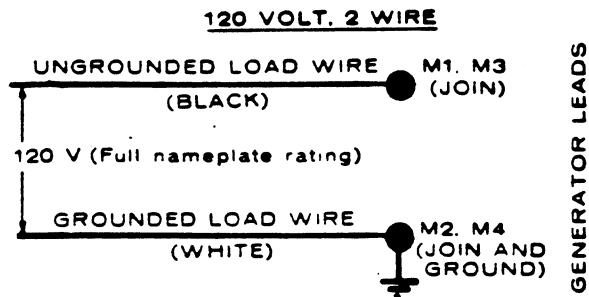 120 VOLT. 2 WIRE
UNGROUNDED LOAD WIRE
(BLACK)
M1. M3
(JOIN)
120 V (Full nameplate rating)
GROUNDED LOAD WIRE
(WHITE)
M2. M4
(JOIN AND
GROUND)
GENERATOR LEADS